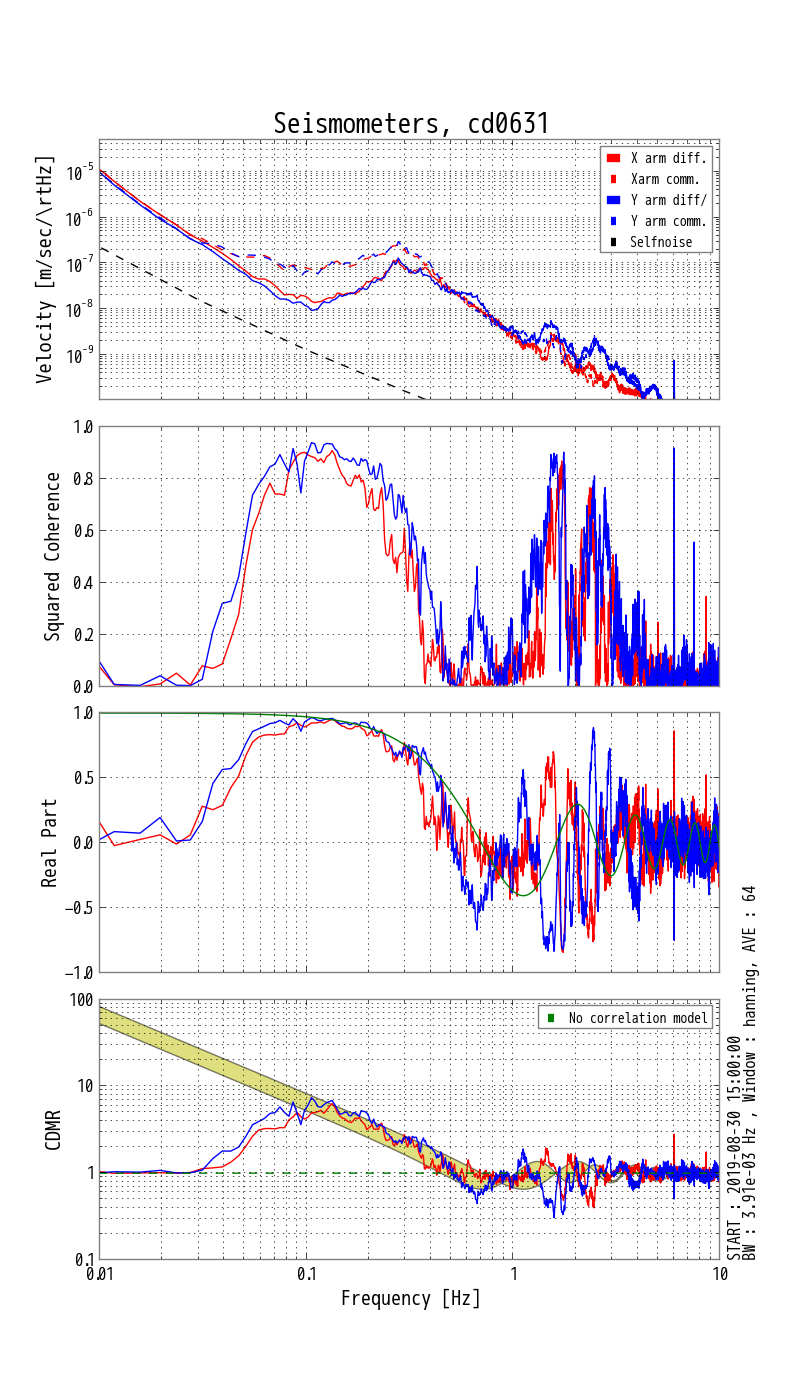 Seismometers, cd0631
Velocity [m/sec/\rtHz]
10^-5
10^-6
10^-7
10^-8
10^-9
X arm diff.
Xarm comm.
Y arm diff/
Y arm comm.
Selfnoise
Squared Coherence
1.0
0.8
0.6
0.4
0.2
0.0
Real Part
1.0
0.5
0.0
−0.5
−1.0
CDMR
100
10
1
0.1
No correlation model
0.01
0.1
1
10
Frequency [Hz]
START : 2019-08-30 15:00:00
BW : 3.91e-03 Hz , Window : hanning, AVE : 64